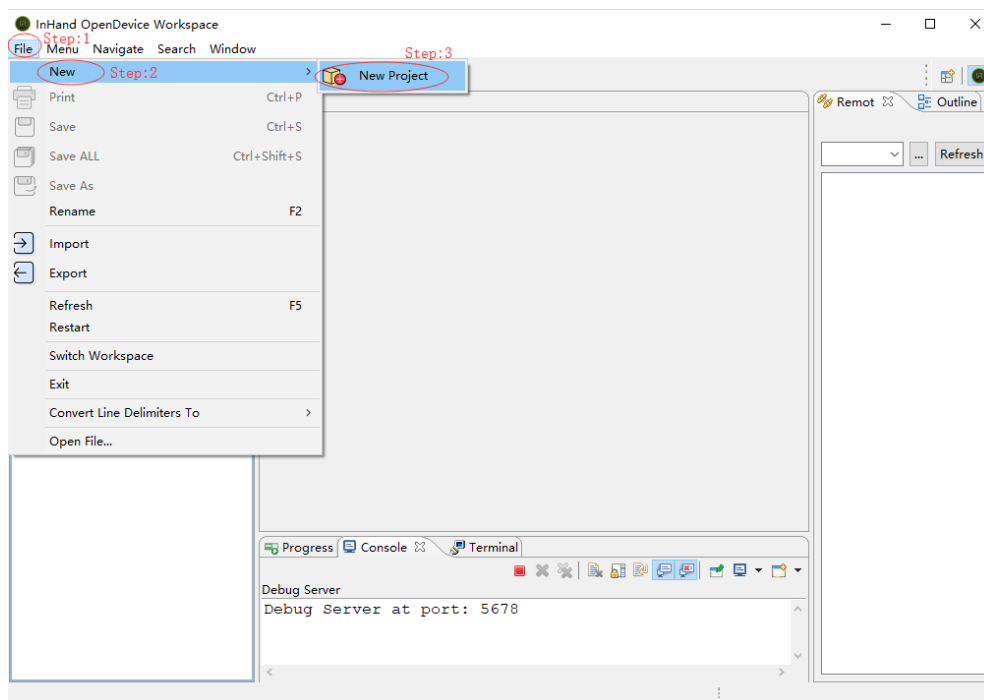 InHand OpenDevice Workspace
Step:1
File Menu Navigate Search Window
Step:3
New Step:2 > New Project
Print Ctrl+P
Save Ctrl+S
Save ALL Ctrl+Shift+S
Save As
Rename F2
Import
Export
Refresh F5
Restart
Switch Workspace
Exit
Convert Line Delimiters To >
Open File...
Remot Outline
... Refresh
Progress Console Terminal
Debug Server
Debug Server at port: 5678